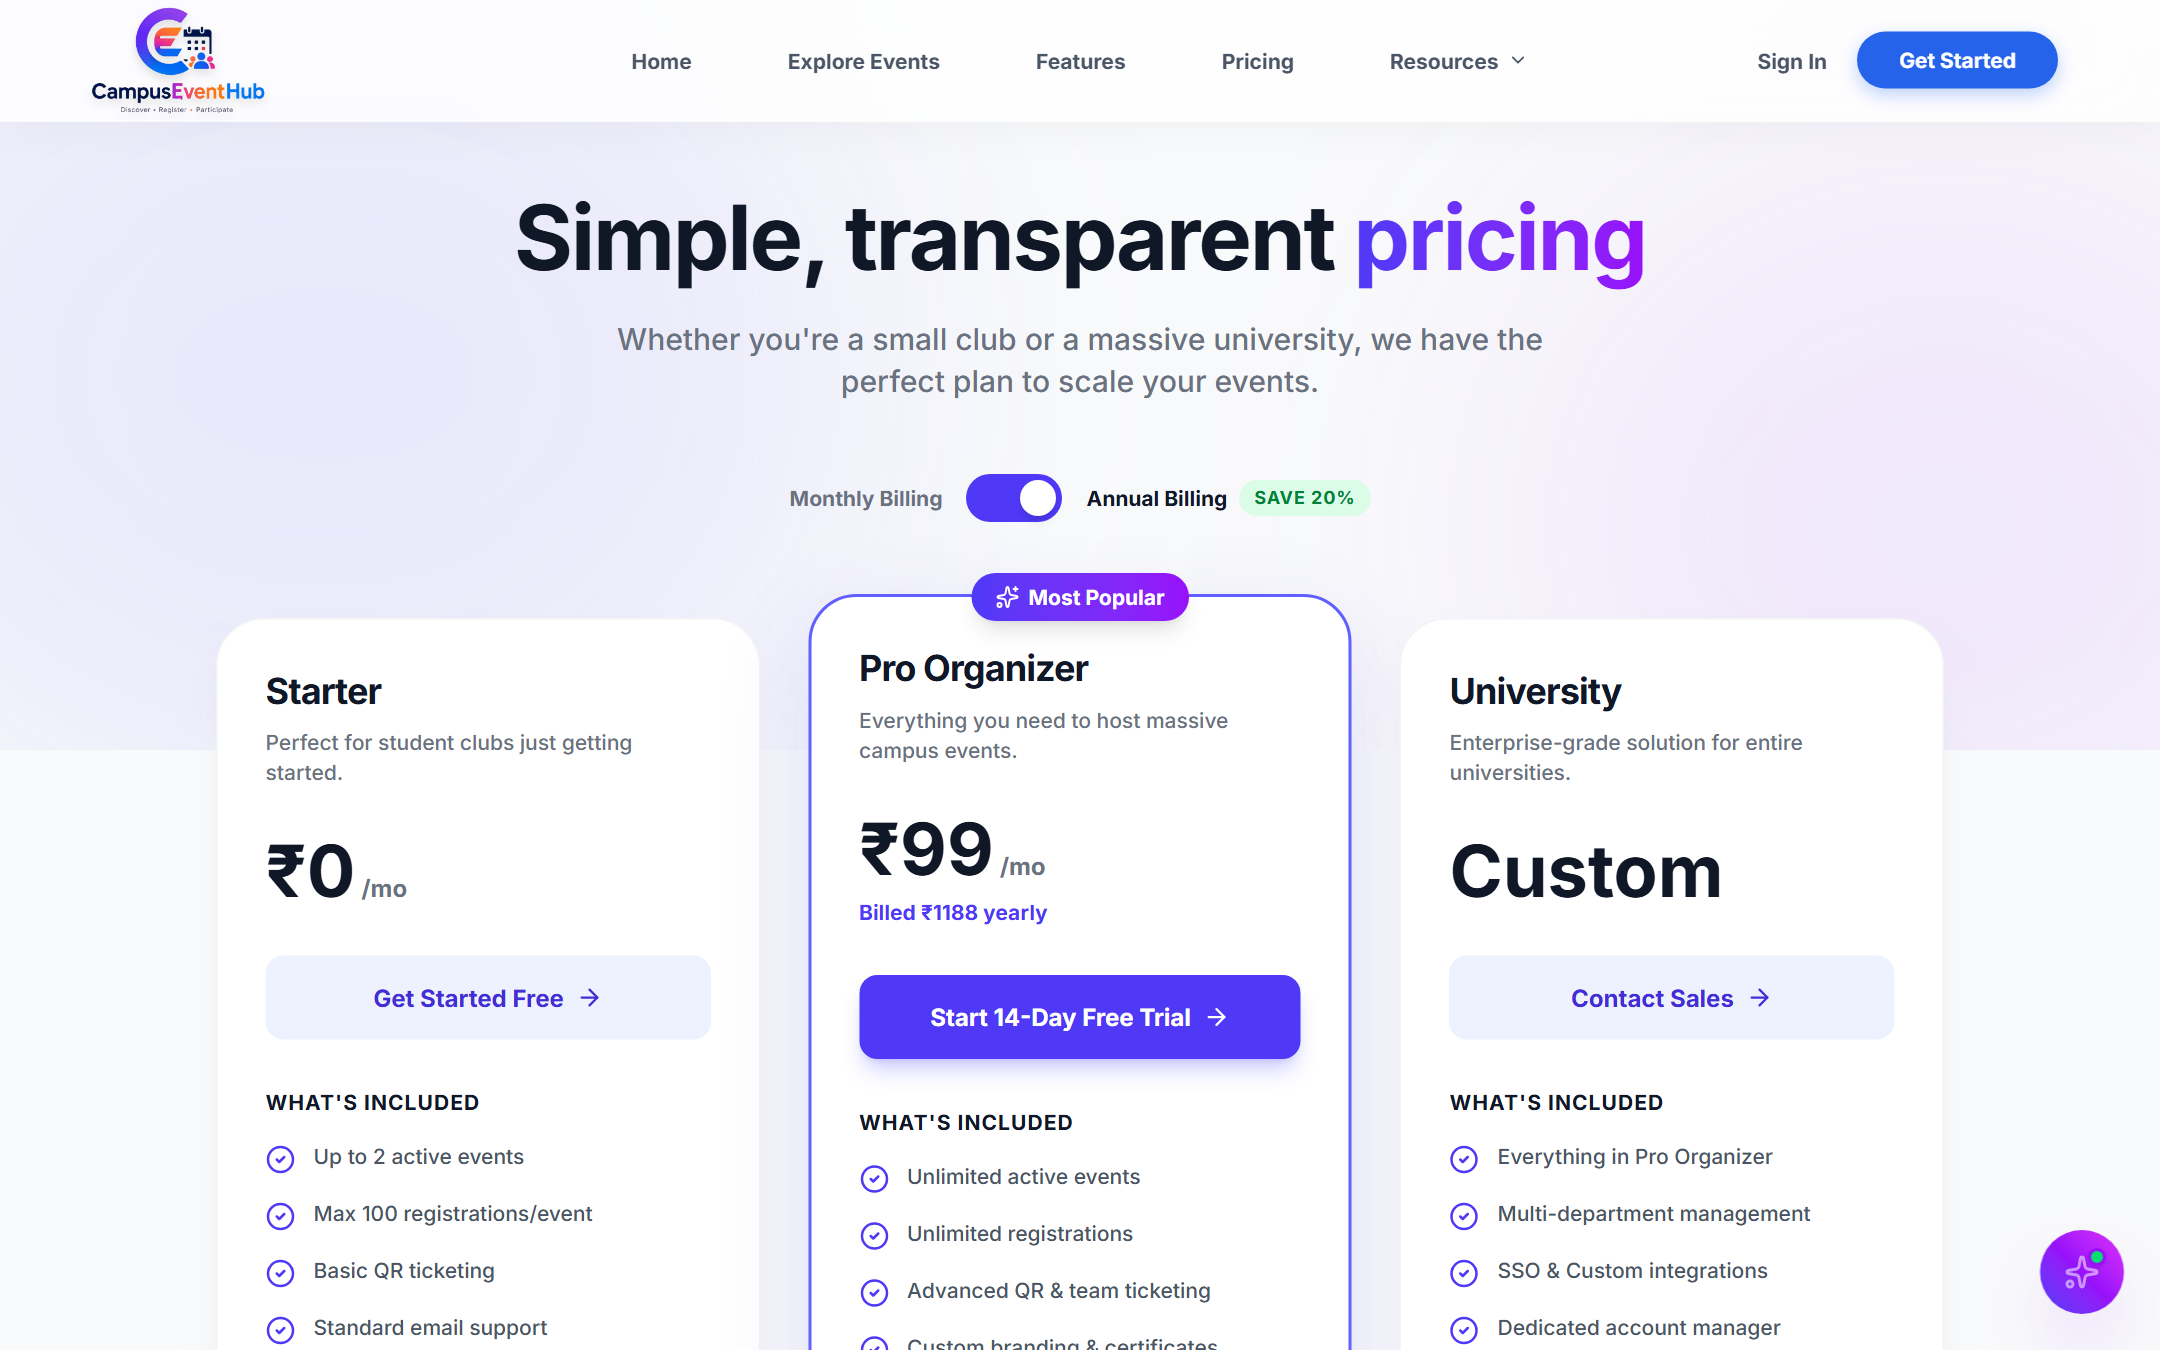 CampusEventHub
Discover • Register • Participate
Home
Explore Events
Features
Pricing
Resources
Sign In
Get Started
Simple, transparent pricing
Whether you're a small club or a massive university, we have the
perfect plan to scale your events.
Monthly Billing
Annual Billing
SAVE 20%
Starter
Perfect for student clubs just getting
started.
₹0 /mo
Get Started Free →
WHAT'S INCLUDED
Up to 2 active events
Max 100 registrations/event
Basic QR ticketing
Standard email support
Most Popular
Pro Organizer
Everything you need to host massive
campus events.
₹99 /mo
Billed ₹1188 yearly
Start 14-Day Free Trial →
WHAT'S INCLUDED
Unlimited active events
Unlimited registrations
Advanced QR & team ticketing
Custom branding & certificates
University
Enterprise-grade solution for entire
universities.
Custom
Contact Sales →
WHAT'S INCLUDED
Everything in Pro Organizer
Multi-department management
SSO & Custom integrations
Dedicated account manager